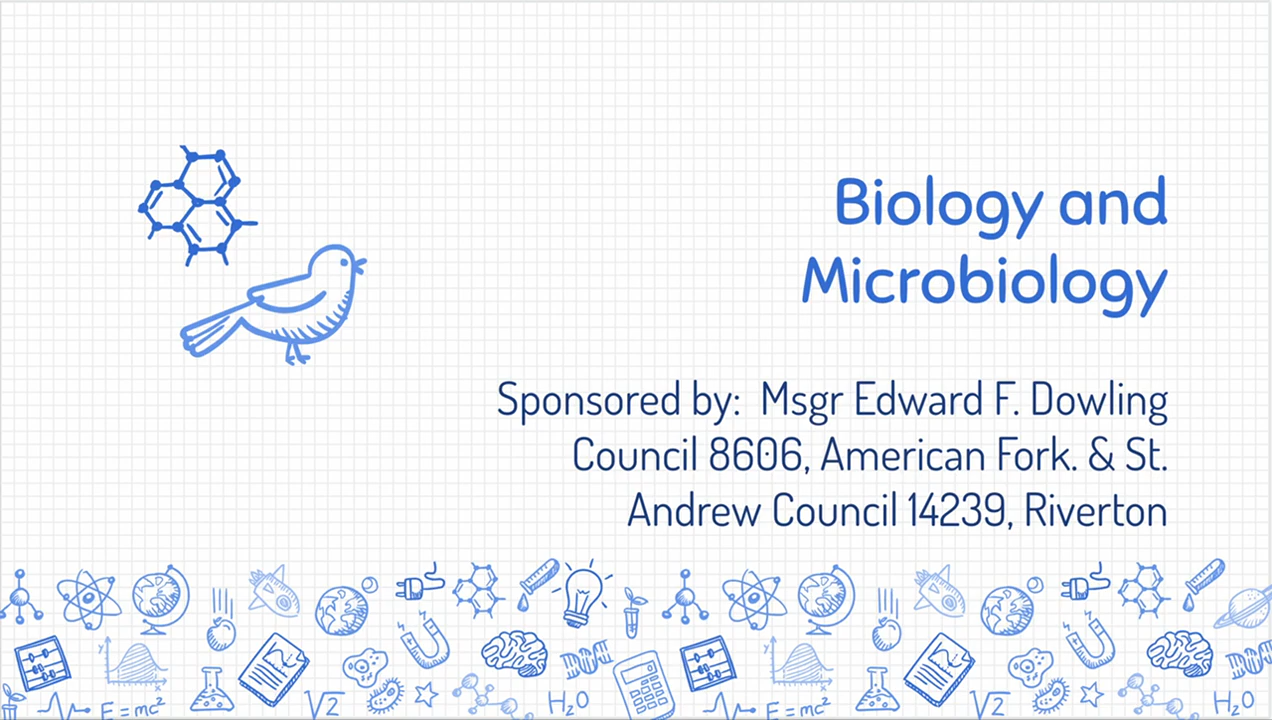 Biology and
Microbiology
Sponsored by:  Msgr Edward F. Dowling
Council 8606, American Fork. & St.
Andrew Council 14239, Riverton
y
x
y
x
√2
E=mc²
H₂O
√2
E=mc²
H₂O